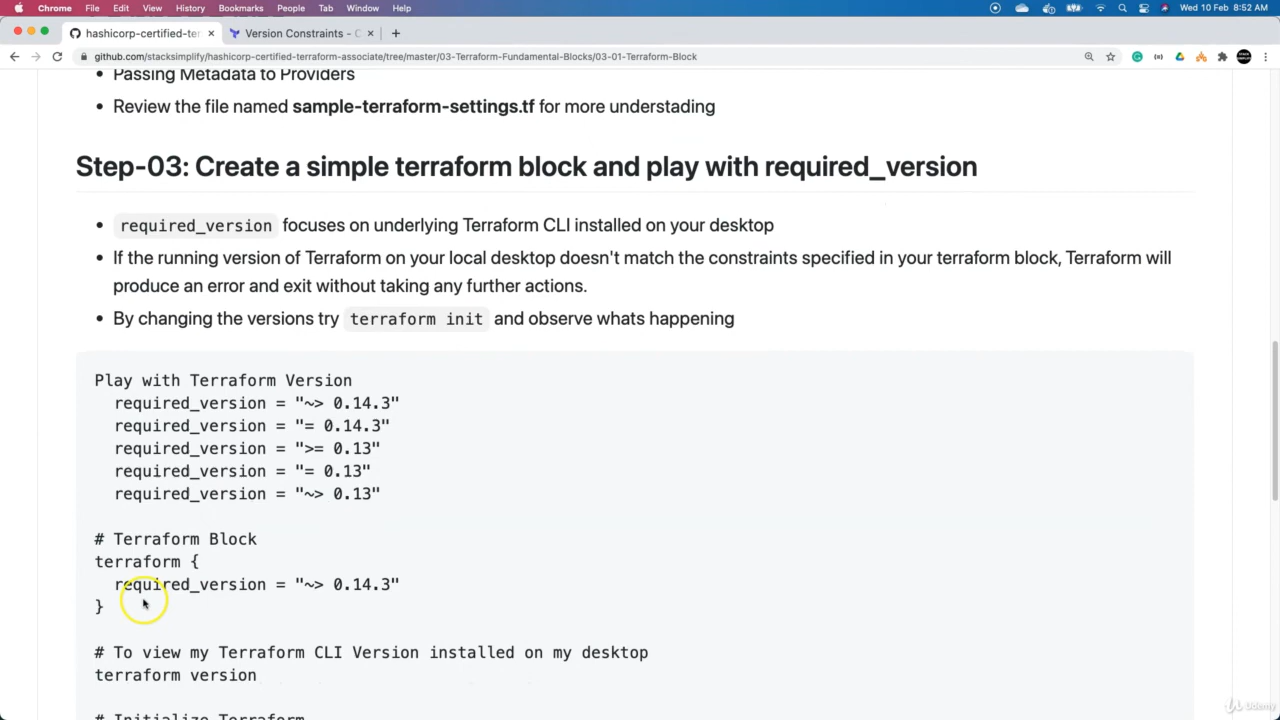 Chrome File Edit View History Bookmarks People Tab Window Help Wed 10 Feb 8:52 AM
hashicorp-certified-ter × Version Constraints - C × +
github.com/stacksimplify/hashicorp-certified-terraform-associate/tree/master/03-Terraform-Fundamental-Blocks/03-01-Terraform-Block
• Passing Metadata to Providers
• Review the file named sample-terraform-settings.tf for more understading
Step-03: Create a simple terraform block and play with required_version
• required_version focuses on underlying Terraform CLI installed on your desktop
• If the running version of Terraform on your local desktop doesn't match the constraints specified in your terraform block, Terraform will
produce an error and exit without taking any further actions.
• By changing the versions try terraform init and observe whats happening
Play with Terraform Version
required_version = "~> 0.14.3"
required_version = "= 0.14.3"
required_version = ">= 0.13"
required_version = "= 0.13"
required_version = "~> 0.13"
# Terraform Block
terraform {
required_version = "~> 0.14.3"
}
# To view my Terraform CLI Version installed on my desktop
terraform version
# Initialize Terraform
Udemy